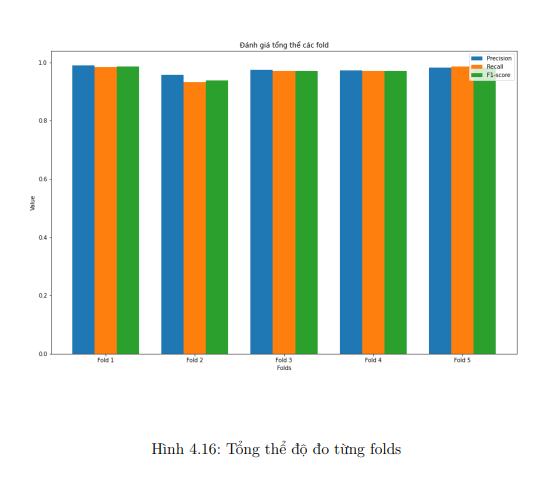 Đánh giá tổng thể các fold
Precision
Recall
F1-score
Value
1.0
0.8
0.6
0.4
0.2
0.0
Fold 1
Fold 2
Fold 3
Fold 4
Fold 5
Folds
Hình 4.16: Tổng thể độ đo từng folds